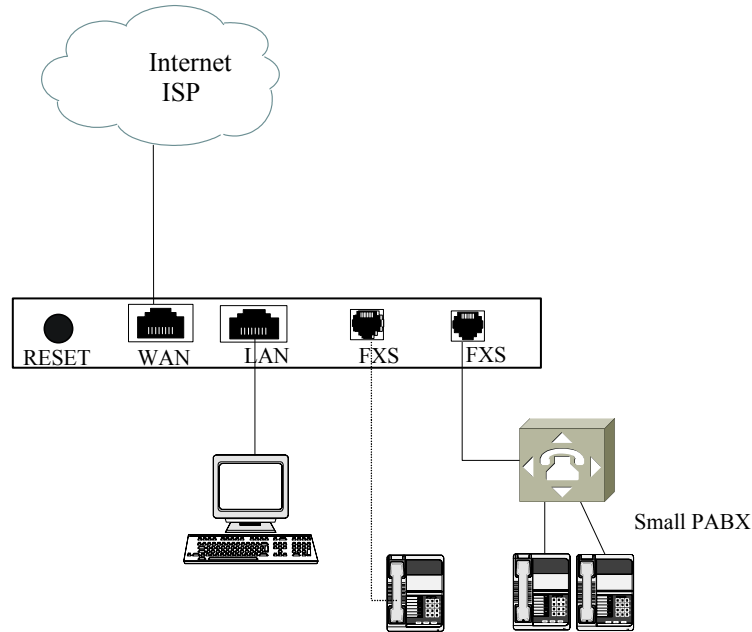 Internet
ISP
RESET
WAN
LAN
FXS
FXS
Small PABX